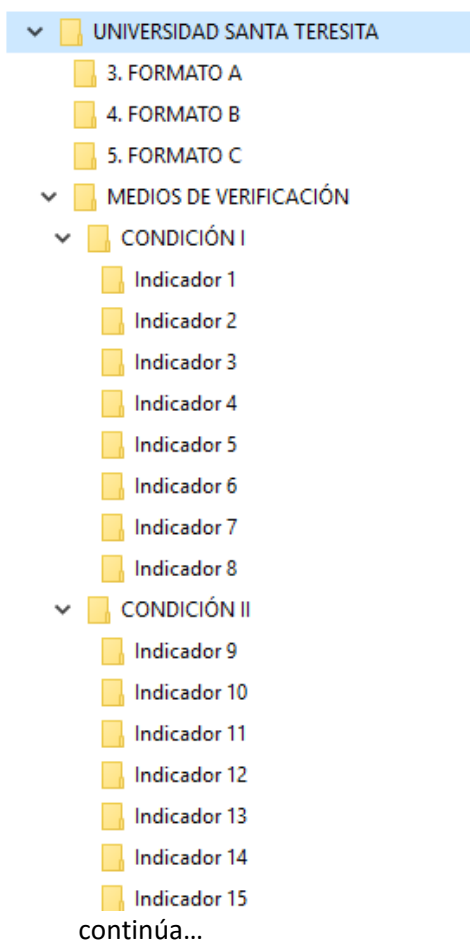 UNIVERSIDAD SANTA TERESITA
3. FORMATO A
4. FORMATO B
5. FORMATO C
MEDIOS DE VERIFICACIÓN
CONDICIÓN I
Indicador 1
Indicador 2
Indicador 3
Indicador 4
Indicador 5
Indicador 6
Indicador 7
Indicador 8
CONDICIÓN II
Indicador 9
Indicador 10
Indicador 11
Indicador 12
Indicador 13
Indicador 14
Indicador 15
continúa...